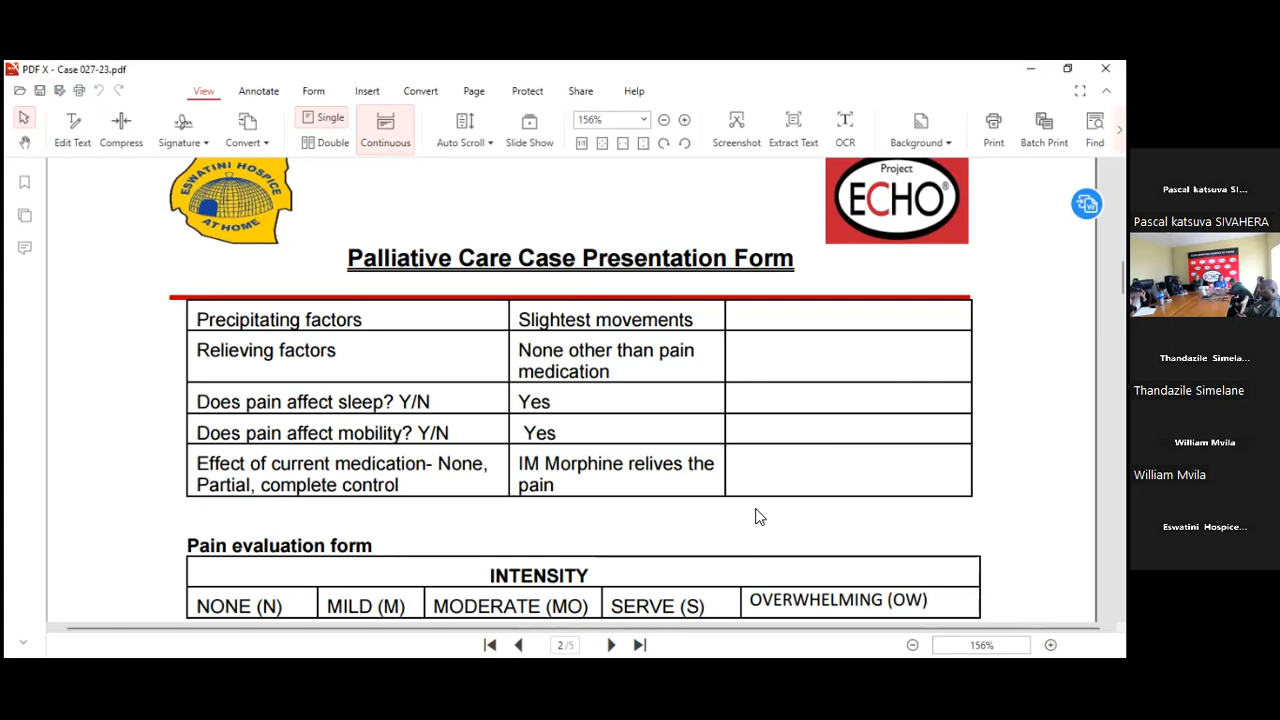 PDF X - Case 027-23.pdf
View Annotate Form Insert Convert Page Protect Share Help
Single
Double
156%
Edit Text Compress Signature Convert Continuous Auto Scroll Slide Show Screenshot Extract Text OCR Background Print Batch Print Find
ESWATINI HOSPICE
AT HOME
Project
ECHO®
Palliative Care Case Presentation Form
Precipitating factors Slightest movements
Relieving factors None other than pain
medication
Does pain affect sleep? Y/N Yes
Does pain affect mobility? Y/N Yes
Effect of current medication- None, IM Morphine relives the
Partial, complete control pain
Pain evaluation form
INTENSITY
NONE (N) MILD (M) MODERATE (MO) SERVE (S) OVERWHELMING (OW)
2/5
156%
Pascal katsuva SI...
Pascal katsuva SIVAHERA
ECHO
Thandazile Simela...
Thandazile Simelane
William Mvila
William Mvila
Eswatini Hospice...